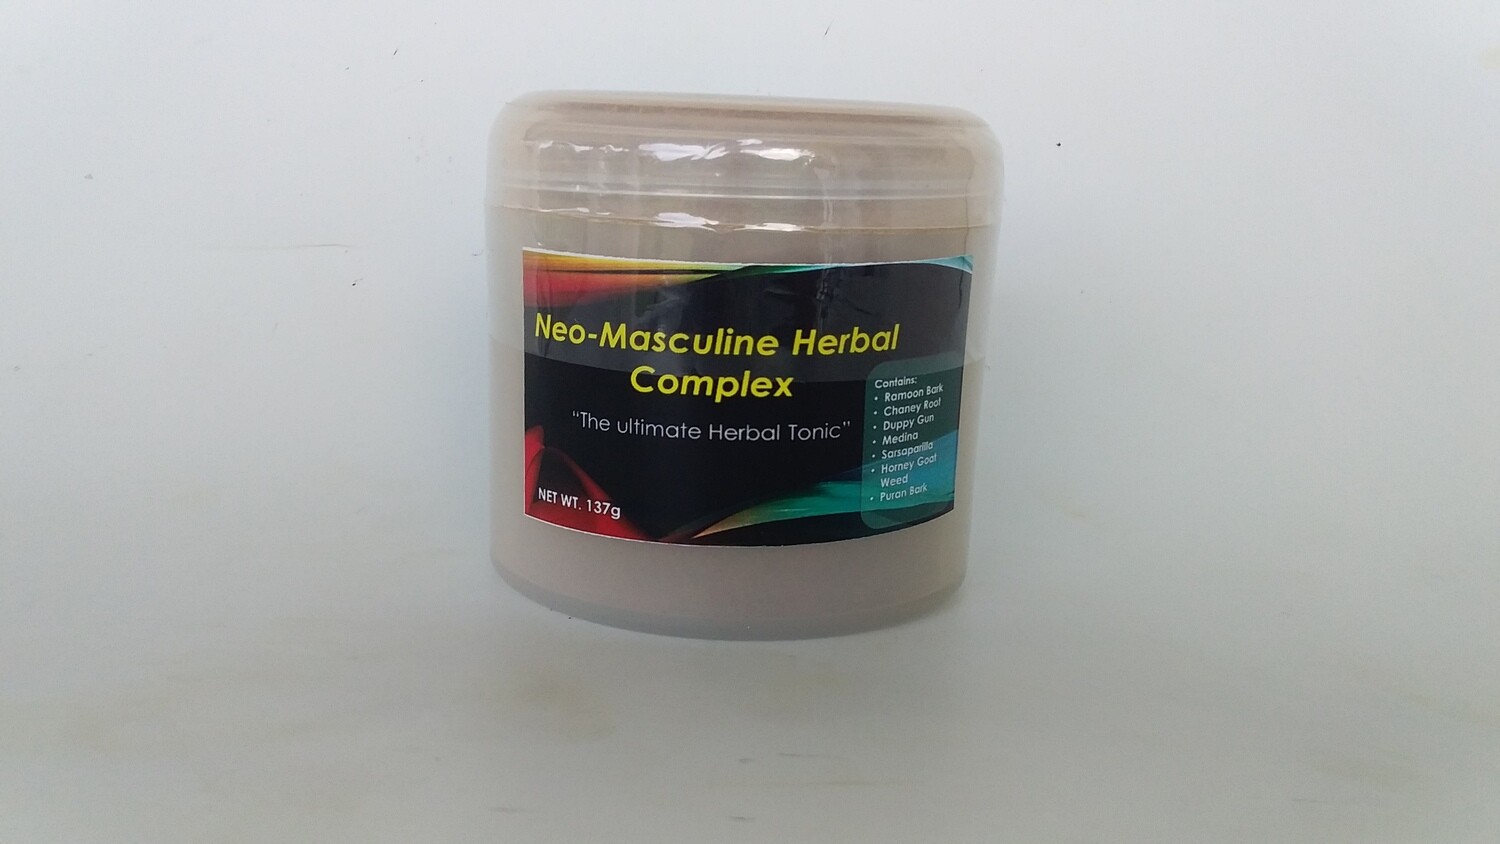 Neo-Masculine Herbal
Complex
“The ultimate Herbal Tonic”
NET WT. 137g
Contains:
• Ramoon Bark
• Chaney Root
• Duppy Gun
• Medina
• Sarsaparilla
• Horney Goat
Weed
• Puron Bark